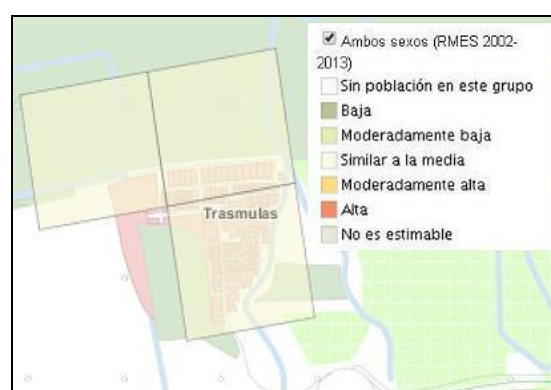 Ambos sexos (RMES 2002-
2013)
Sin población en este grupo
Baja
Moderadamente baja
Similar a la media
Moderadamente alta
Alta
No es estimable
Trasmulas